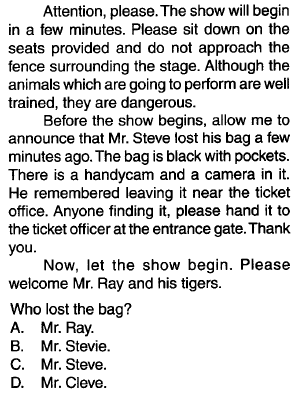 Attention, please. The show will begin
in a few minutes. Please sit down on the
seats provided and do not approach the
fence surrounding the stage. Although the
animals which are going to perform are well
trained, they are dangerous.
Before the show begins, allow me to
announce that Mr. Steve lost his bag a few
minutes ago. The bag is black with pockets.
There is a handycam and a camera in it.
He remembered leaving it near the ticket
office. Anyone finding it, please hand it to
the ticket officer at the entrance gate. Thank
you.
Now, let the show begin. Please
welcome Mr. Ray and his tigers.
Who lost the bag?
A. Mr. Ray.
B. Mr. Stevie.
C. Mr. Steve.
D. Mr. Cleve.